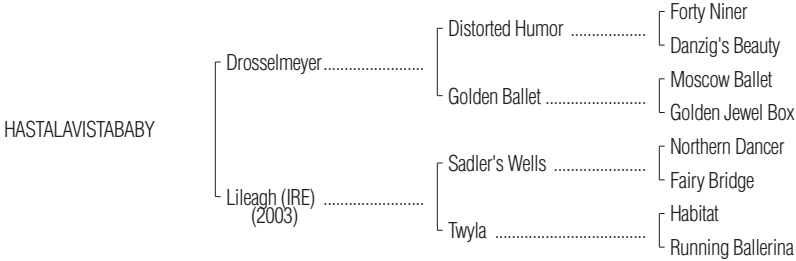 Forty Niner
Distorted Humor ..................
Danzig's Beauty
Drosselmeyer.......................
Moscow Ballet
Golden Ballet ........................
Golden Jewel Box
HASTALAVISTABABY
Northern Dancer
Sadler's Wells ......................
Fairy Bridge
Lileagh (IRE) ........................
(2003)
Habitat
Twyla ....................................
Running Ballerina